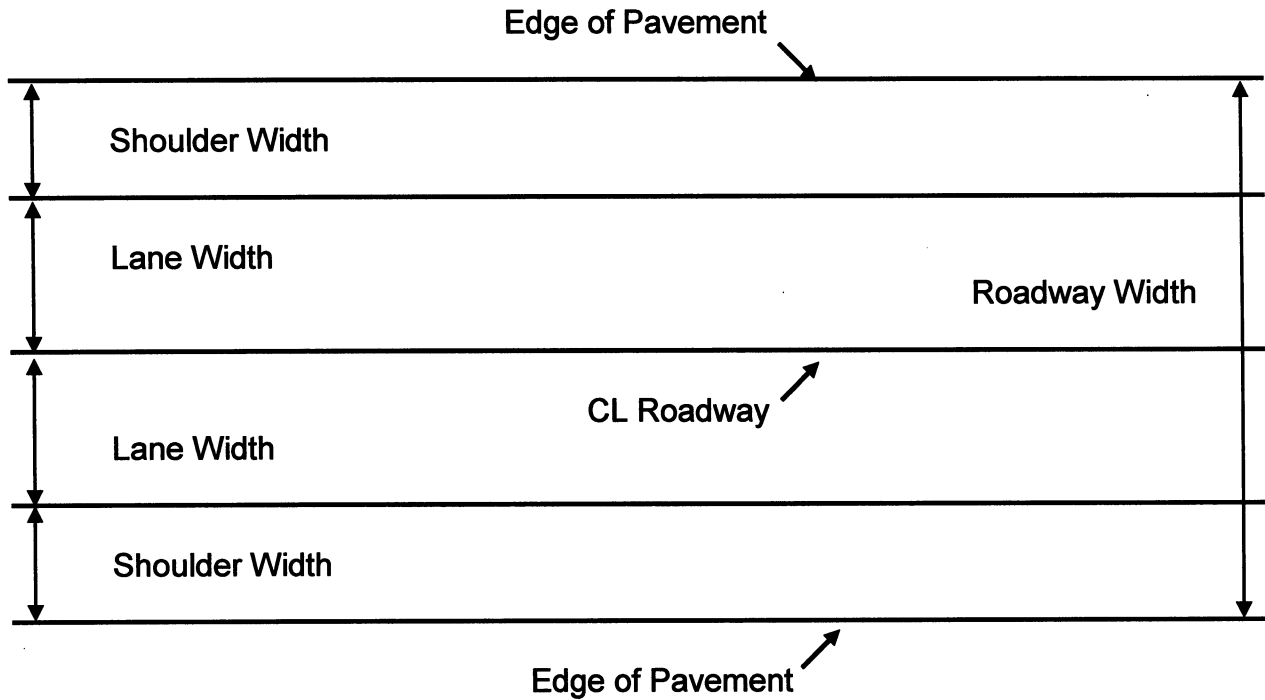 Edge of Pavement
Shoulder Width
Lane Width
Roadway Width
CL Roadway
Lane Width
Shoulder Width
Edge of Pavement